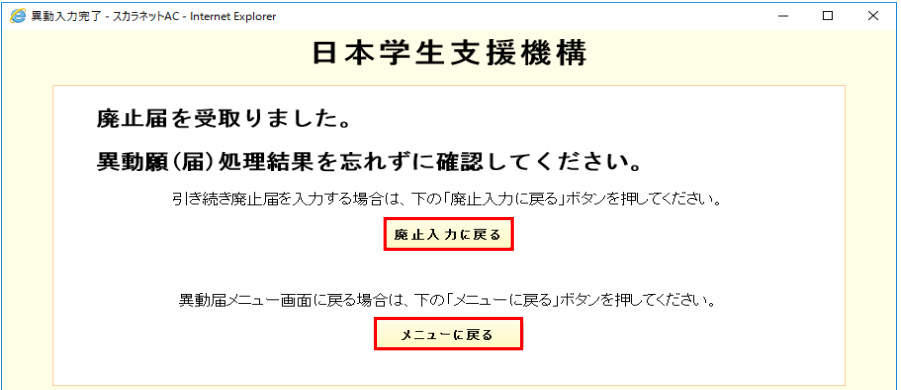 異動入力完了 - スカラネットAC - Internet Explorer
日本学生支援機構
廃止届を受取りました。
異動願(届)処理結果を忘れずに確認してください。
引き続き廃止届を入力する場合は、下の「廃止入力に戻る」ボタンを押してください。
廃止入力に戻る
異動届メニュー画面に戻る場合は、下の「メニューに戻る」ボタンを押してください。
メニューに戻る